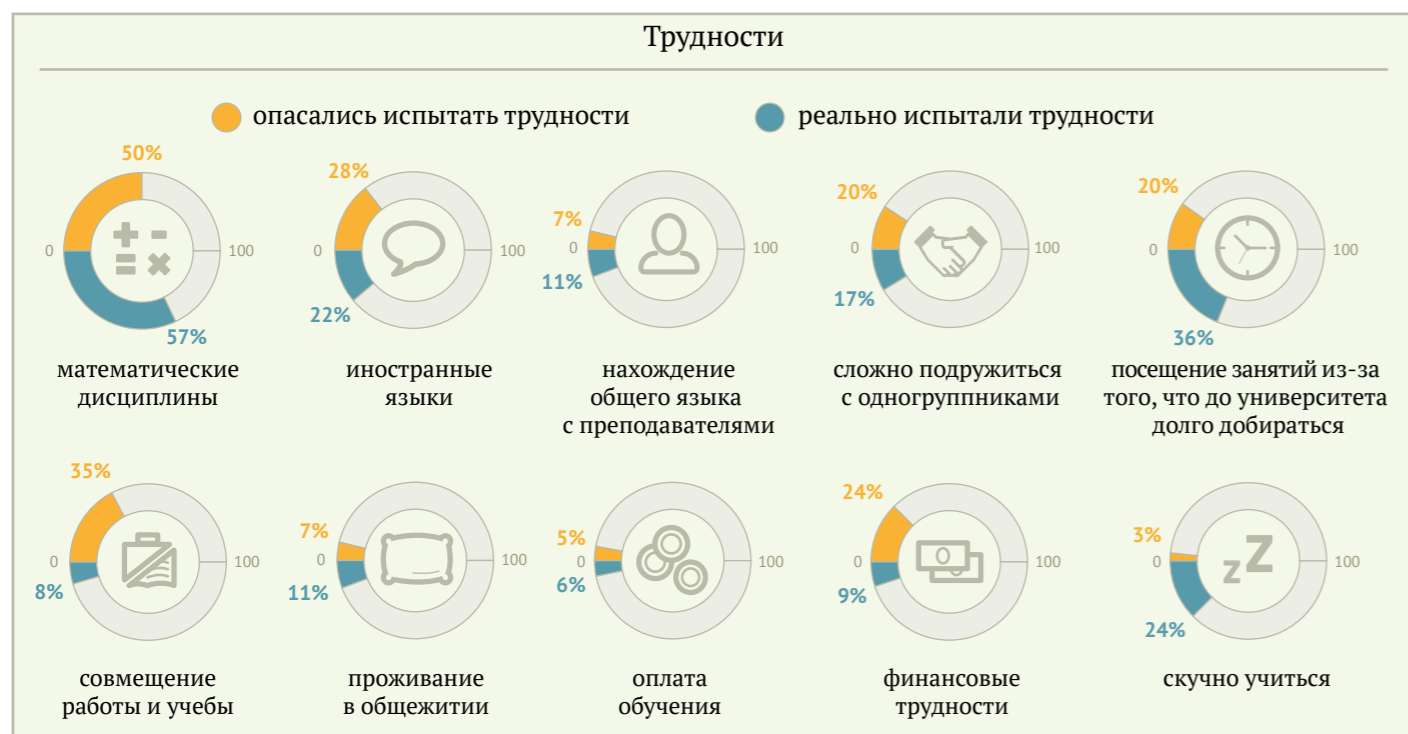 Трудности
опасались испытать трудности
реально испытали трудности
50%
0
100
57%
математические
дисциплины
28%
0
100
22%
иностранные
языки
7%
0
100
11%
нахождение
общего языка
с преподавателями
20%
0
100
17%
сложно подружиться
с одногруппниками
20%
0
100
36%
посещение занятий из-за
того, что до университета
долго добираться
35%
0
100
8%
совмещение
работы и учебы
7%
0
100
11%
проживание
в общежитии
5%
0
100
6%
оплата
обучения
24%
0
100
9%
финансовые
трудности
3%
0
100
24%
zZ
скучно учиться